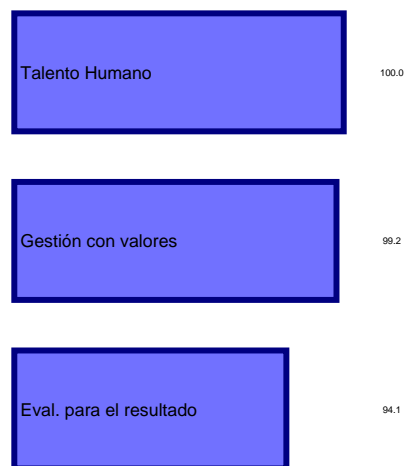 Talento Humano 100.0
Gestión con valores 99.2
Eval. para el resultado 94.1